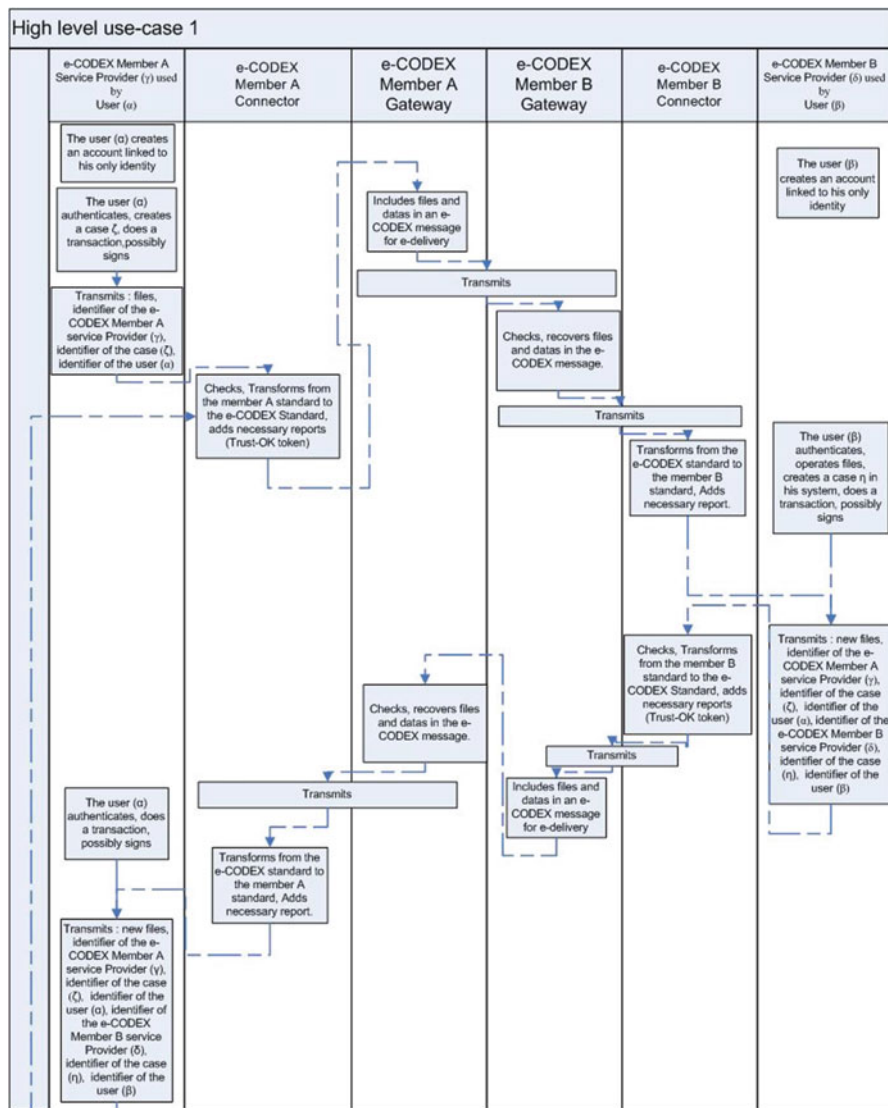 High level use-case 1
e-CODEX Member A
Service Provider (γ) used
by
User (α)
e-CODEX
Member A
Connector
e-CODEX
Member A
Gateway
e-CODEX
Member B
Gateway
e-CODEX
Member B
Connector
e-CODEX Member B
Service Provider (δ) used
by
User (β)
The user (α) creates
an account linked to
his only identity
The user (α)
authenticates, creates
a case ζ, does a
transaction,possibly
signs
Transmits : files,
identifier of the e-
CODEX Member A
service Provider (γ),
identifier of the case (ζ),
identifier of the user (α)
Checks, Transforms from
the member A standard to
the e-CODEX Standard,
adds necessary reports
(Trust-OK token)
Includes files and
datas in an e-
CODEX message
for e-delivery
Transmits
Checks, recovers files
and datas in the e-
CODEX message.
Transmits
Transforms from the
e-CODEX standard to
the member B
standard, Adds
necessary report.
The user (β)
creates an account
linked to his only
identity
The user (β)
authenticates,
operates files,
creates a case η in
his system, does a
transaction, possibly
signs
Transmits : new files,
identifier of the e-
CODEX Member A
service Provider (γ),
identifier of the case
(ζ), identifier of the
user (α), identifier of the
e-CODEX Member B
service Provider (δ),
identifier of the case
(η), identifier of the
user (β)
Checks, Transforms
from the member B
standard to the e-
CODEX Standard, adds
necessary reports
(Trust-OK token)
Transmits
Includes files and
datas in an e-
CODEX message
for e-delivery
Checks, recovers files
and datas in the e-
CODEX message.
Transmits
Transforms from the
e-CODEX standard to
the member A
standard, Adds
necessary report.
The user (α)
authenticates, does
a transaction,
possibly signs
Transmits : new files,
identifier of the e-
CODEX Member A
service Provider (γ),
identifier of the case
(ζ), identifier of the
user (α), identifier of
the e-CODEX
Member B service
Provider (δ),
identifier of the case
(η), identifier of the
user (β)